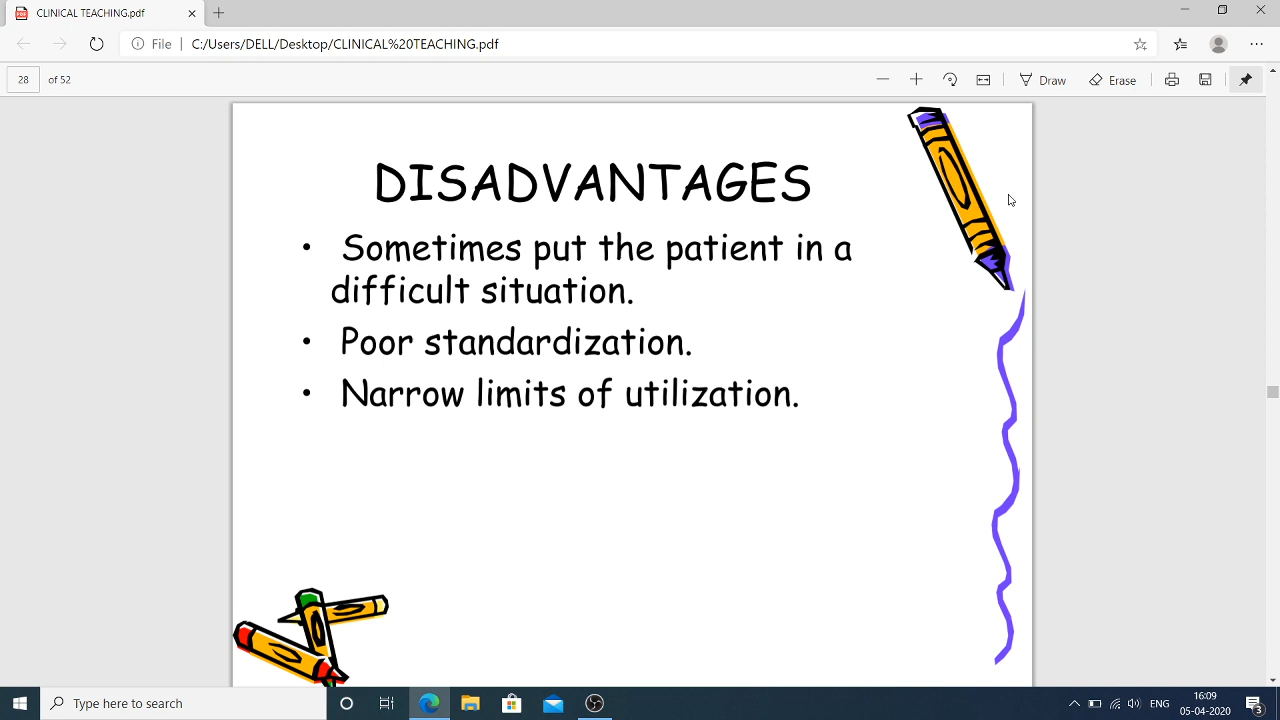 CLINICAL TEACHING.pdf
File
C:/Users/DELL/Desktop/CLINICAL%20TEACHING.pdf
28 of 52
Draw
Erase
DISADVANTAGES
• Sometimes put the patient in a
difficult situation.
• Poor standardization.
• Narrow limits of utilization.
Type here to search
ENG
16:09
05-04-2020
3